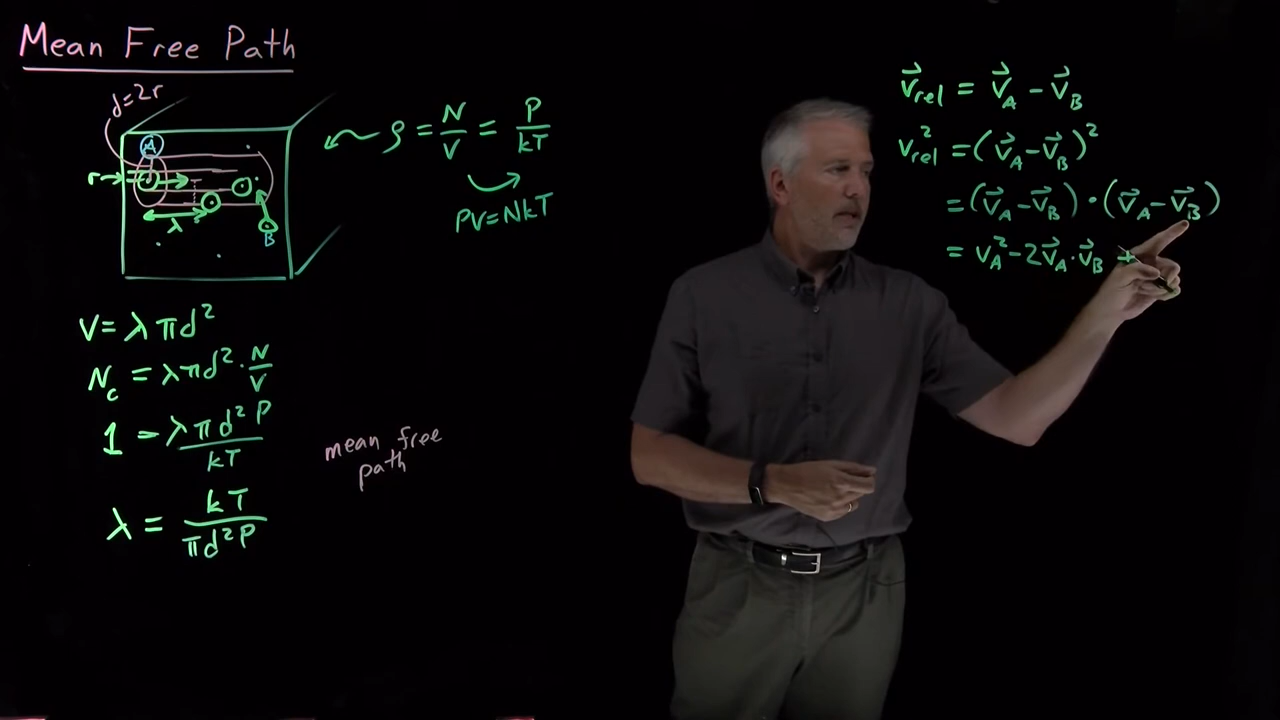 Mean Free Path
d=2r
A
r
λ
B
ρ = N/V = P/kT
PV=NkT
V= λπd²
N_c = λπd²·N/V
1 = λπd²P/kT
λ = kT/πd²P
mean free
path
v⃗_rel = v⃗_A − v⃗_B
v_rel² = (v⃗_A − v⃗_B)²
= (v⃗_A − v⃗_B) · (v⃗_A − v⃗_B)
= v_A² − 2v⃗_A · v⃗_B +